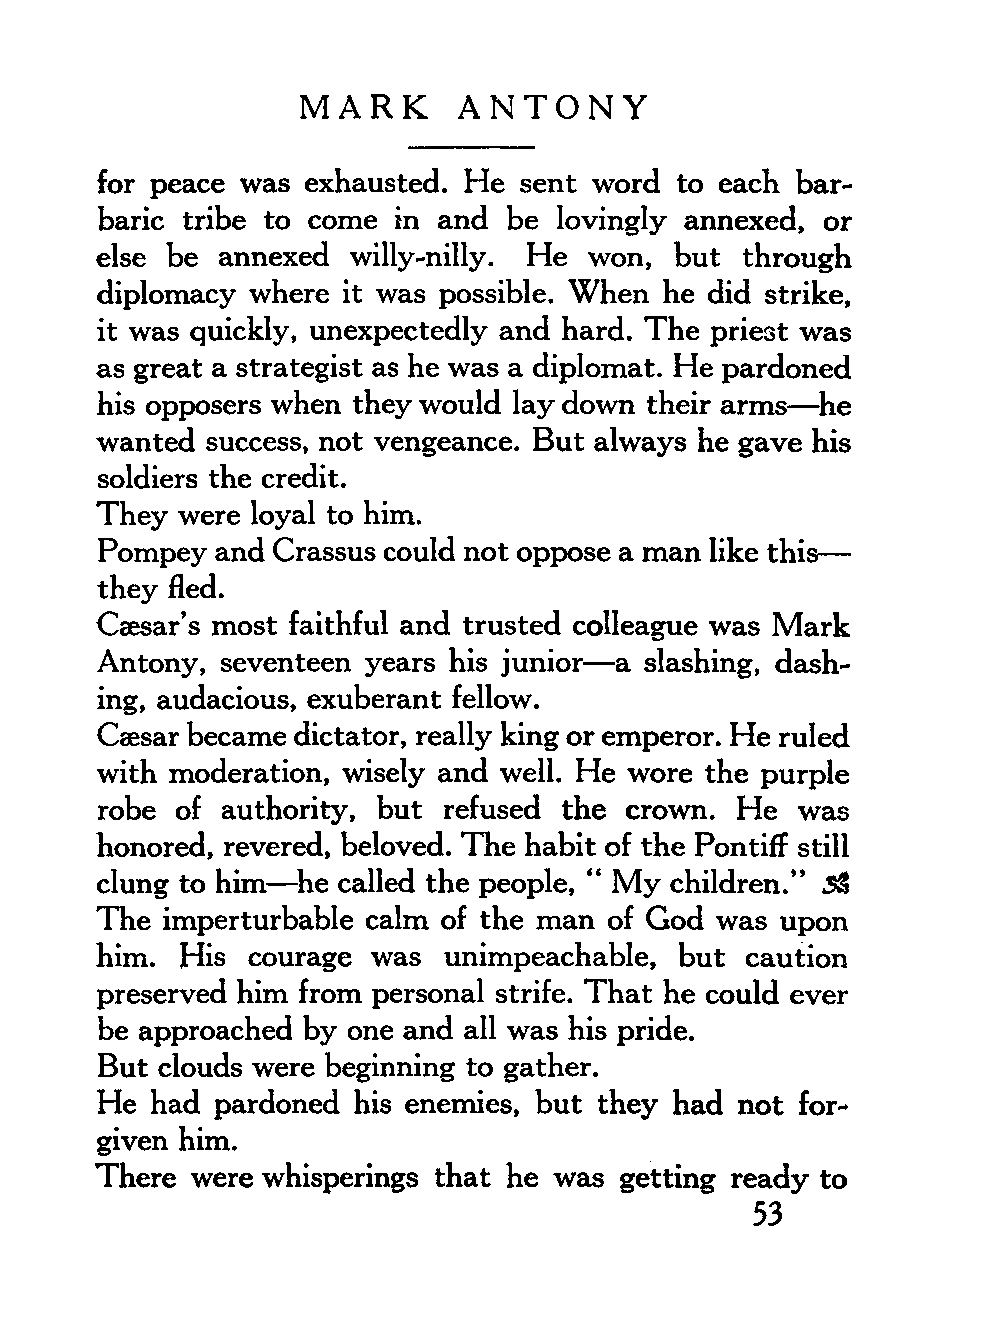 MARK ANTONY
for peace was exhausted. He sent word to each bar-
baric tribe to come in and be lovingly annexed, or
else be annexed willy-nilly. He won, but through
diplomacy where it was possible. When he did strike,
it was quickly, unexpectedly and hard. The priest was
as great a strategist as he was a diplomat. He pardoned
his opposers when they would lay down their arms—he
wanted success, not vengeance. But always he gave his
soldiers the credit.
They were loyal to him.
Pompey and Crassus could not oppose a man like this—
they fled.
Cæsar's most faithful and trusted colleague was Mark
Antony, seventeen years his junior—a slashing, dash-
ing, audacious, exuberant fellow.
Cæsar became dictator, really king or emperor. He ruled
with moderation, wisely and well. He wore the purple
robe of authority, but refused the crown. He was
honored, revered, beloved. The habit of the Pontiff still
clung to him—he called the people, " My children."
The imperturbable calm of the man of God was upon
him. His courage was unimpeachable, but caution
preserved him from personal strife. That he could ever
be approached by one and all was his pride.
But clouds were beginning to gather.
He had pardoned his enemies, but they had not for-
given him.
There were whisperings that he was getting ready to
53